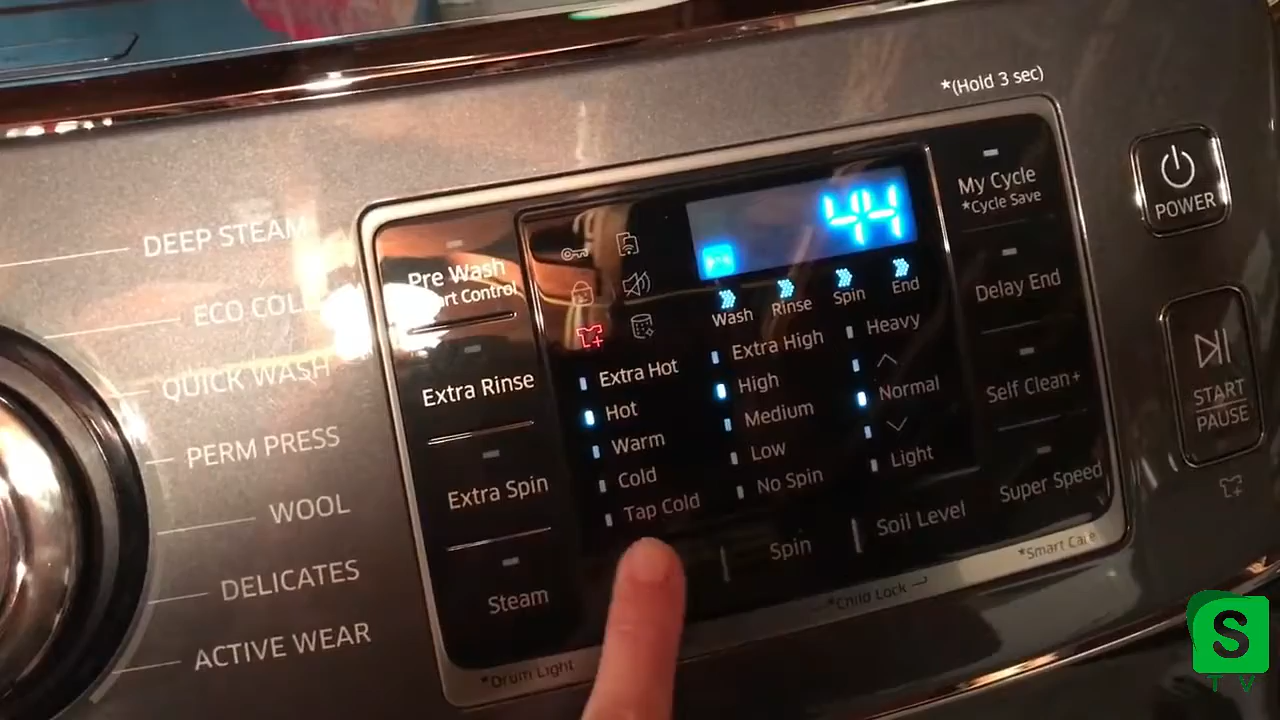 *(Hold 3 sec)
DEEP STEAM
QUICK WASH
PERM PRESS
WOOL
DELICATES
ACTIVE WEAR
Pre Wash
Control
Extra Rinse
Extra Spin
Steam
*Drum Light
44
Wash Rinse Spin End
Extra Hot
Hot
Warm
Cold
Tap Cold
Extra High
High
Medium
Low
No Spin
Spin
Heavy
Normal
Light
Soil Level
*Child Lock
My Cycle
*Cycle Save
Delay End
Self Clean+
Super Speed
*Smart Care
POWER
START
PAUSE
S
TV